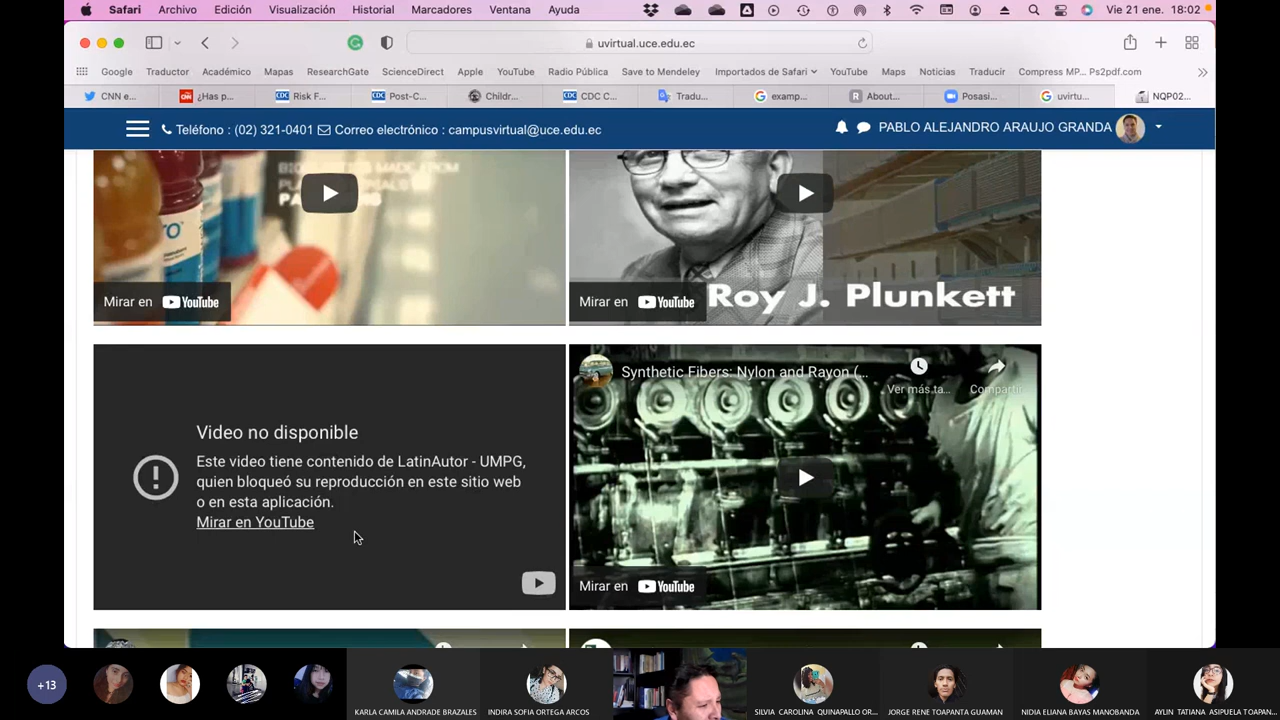 Safari Archivo Edición Visualización Historial Marcadores Ventana Ayuda Vie 21 ene. 18:02
uvirtual.uce.edu.ec
Google Traductor Académico Mapas ResearchGate ScienceDirect Apple YouTube Radio Pública Save to Mendeley Importados de Safari YouTube Maps Noticias Traducir Compress MP... Ps2pdf.com
CNN e... ¿Has p... Risk F... Post-C... Childr... CDC C... Tradu... examp... About... Posasi... uvirtu... NQP02...
Teléfono : (02) 321-0401 Correo electrónico : campusvirtual@uce.edu.ec PABLO ALEJANDRO ARAUJO GRANDA
Mirar en YouTube
Mirar en YouTube
Roy J. Plunkett
Video no disponible
Este video tiene contenido de LatinAutor - UMPG,
quien bloqueó su reproducción en este sitio web
o en esta aplicación.
Mirar en YouTube
Synthetic Fibers: Nylon and Rayon (...
Ver más ta...
Compartir
Mirar en YouTube
+13
KARLA CAMILA ANDRADE BRAZALES
INDIRA SOFIA ORTEGA ARCOS
SILVIA CAROLINA QUINAPALLO OR...
JORGE RENE TOAPANTA GUAMAN
NIDIA ELIANA BAYAS MANOBANDA
AYLIN TATIANA ASIPUELA TOAPAN...